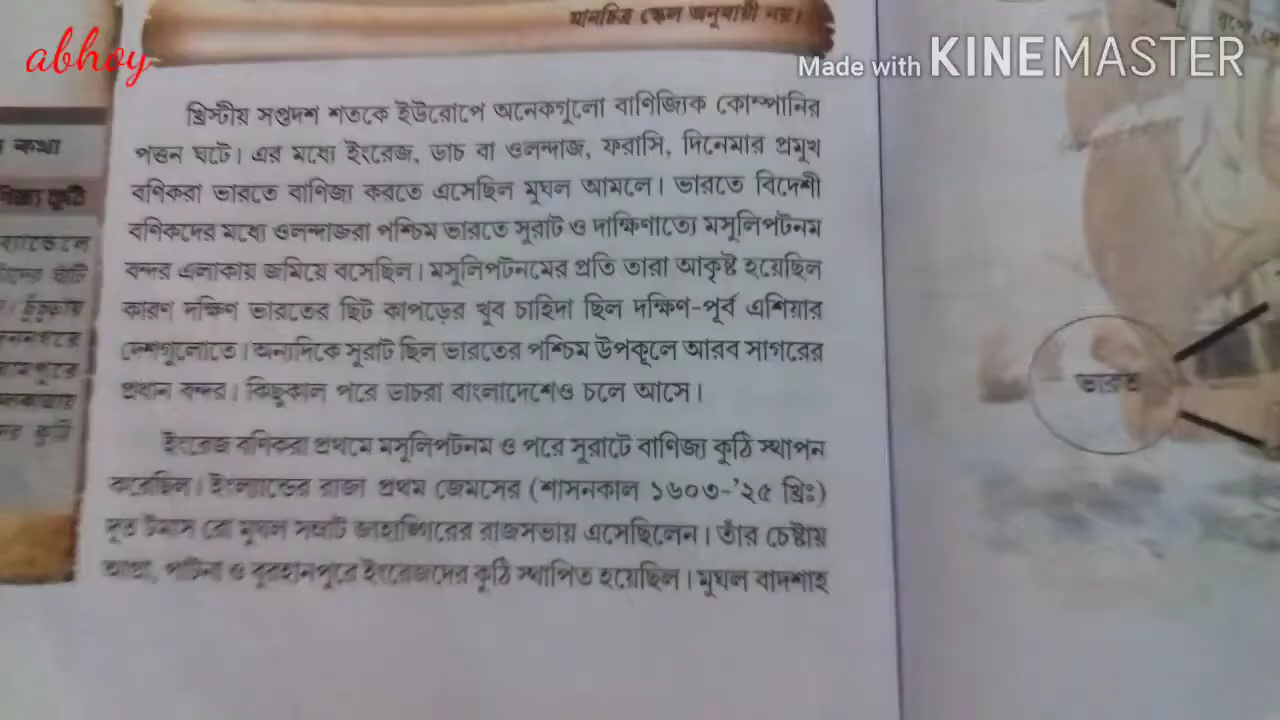 মানচিত্র স্কেল অনুযায়ী নয়।
abhoy
Made with KINEMASTER
খ্রিস্টীয় সপ্তদশ শতকে ইউরোপে অনেকগুলো বাণিজ্যিক কোম্পানির
পত্তন ঘটে। এর মধ্যে ইংরেজ, ডাচ বা ওলন্দাজ, ফরাসি, দিনেমার প্রমুখ
বণিকরা ভারতে বাণিজ্য করতে এসেছিল মুঘল আমলে। ভারতে বিদেশী
বণিকদের মধ্যে ওলন্দাজরা পশ্চিম ভারতে সুরাট ও দাক্ষিণাত্যে মসুলিপটনম
বন্দর এলাকায় জমিয়ে বসেছিল। মসুলিপটনমের প্রতি তারা আকৃষ্ট হয়েছিল
কারণ দক্ষিণ ভারতের ছিট কাপড়ের খুব চাহিদা ছিল দক্ষিণ-পূর্ব এশিয়ার
দেশগুলোতে। অন্যদিকে সুরাট ছিল ভারতের পশ্চিম উপকূলে আরব সাগরের
প্রধান বন্দর। কিছুকাল পরে ডাচরা বাংলাদেশেও চলে আসে।
ইংরেজ বণিকরা প্রথমে মসুলিপটনম ও পরে সুরাটে বাণিজ্য কুঠি স্থাপন
করেছিল। ইংল্যান্ডের রাজা প্রথম জেমসের (শাসনকাল ১৬০৩-'২৫ খ্রিঃ)
দূত টমাস রো মুঘল সম্রাট জাহাঙ্গিরের রাজসভায় এসেছিলেন। তাঁর চেষ্টায়
আগ্রা, পাটনা ও বুরহানপুরে ইংরেজদের কুঠি স্থাপিত হয়েছিল। মুঘল বাদশাহ
কথা
কুঠি
ভারত